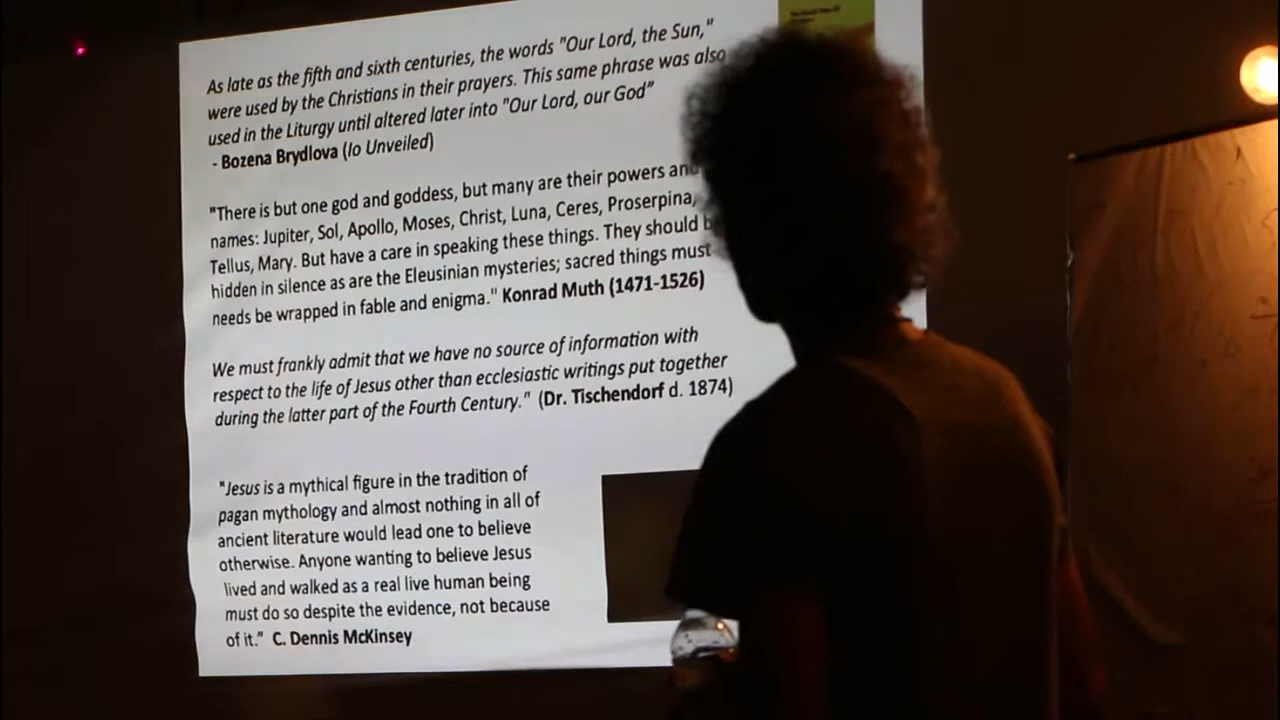 As late as the fifth and sixth centuries, the words "Our Lord, the Sun,"
were used by the Christians in their prayers. This same phrase was also
used in the Liturgy until altered later into "Our Lord, our God”
- Bozena Brydlova (Io Unveiled)
"There is but one god and goddess, but many are their powers and
names: Jupiter, Sol, Apollo, Moses, Christ, Luna, Ceres, Proserpina,
Tellus, Mary. But have a care in speaking these things. They should
hidden in silence as are the Eleusinian mysteries; sacred things must
needs be wrapped in fable and enigma." Konrad Muth (1471-1526)
We must frankly admit that we have no source of information with
respect to the life of Jesus other than ecclesiastic writings put together
during the latter part of the Fourth Century." (Dr. Tischendorf d. 1874)
"Jesus is a mythical figure in the tradition of
pagan mythology and almost nothing in all of
ancient literature would lead one to believe
otherwise. Anyone wanting to believe Jesus
lived and walked as a real live human being
must do so despite the evidence, not because
of it.” C. Dennis McKinsey